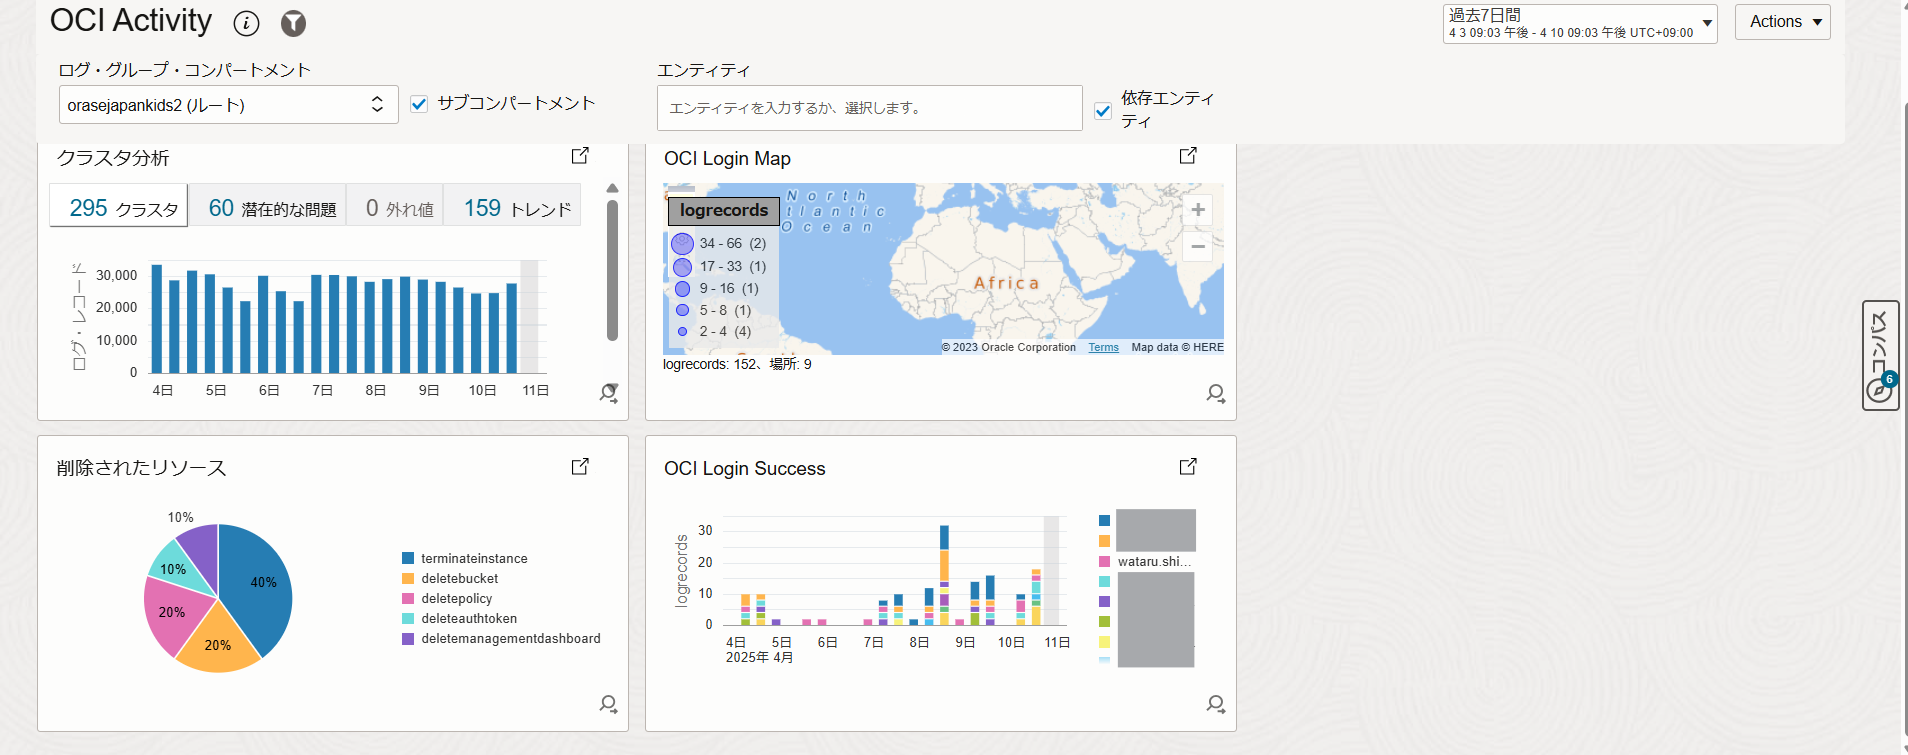 OCI Activity
過去7日間
4 3 09:03 午後 - 4 10 09:03 午後 UTC+09:00
Actions
ログ・グループ・コンパートメント
orasejapankids2 (ルート)
サブコンパートメント
エンティティ
エンティティを入力するか、選択します。
依存エンティ
ティ
クラスタ分析
295 クラスタ
60 潜在的な問題
0 外れ値
159 トレンド
ログ・レコード
30,000
20,000
10,000
0
4日 5日 6日 7日 8日 9日 10日 11日
OCI Login Map
logrecords
34 - 66 (2)
17 - 33 (1)
9 - 16 (1)
5 - 8 (1)
2 - 4 (4)
North
Atlantic
Ocean
Africa
+
−
© 2023 Oracle Corporation Terms Map data © HERE
logrecords: 152、場所: 9
コンパス
6
削除されたリソース
10%
10%
20%
20%
40%
terminateinstance
deletebucket
deletepolicy
deleteauthtoken
deletemanagementdashboard
OCI Login Success
logrecords
30
20
10
0
4日 5日 6日 7日 8日 9日 10日 11日
2025年 4月
wataru.shi...